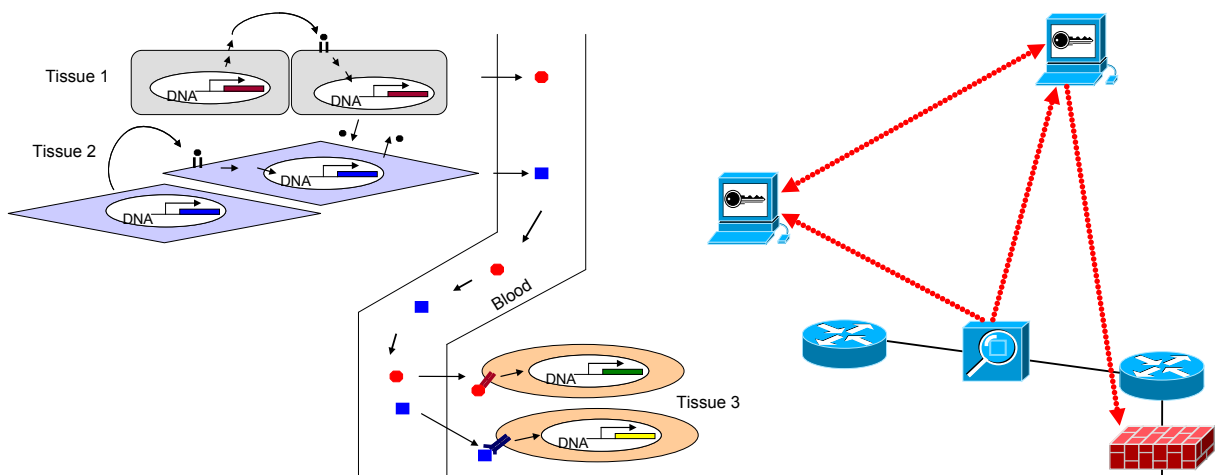 Tissue 1
DNA
DNA
Tissue 2
DNA
DNA
Blood
DNA
Tissue 3
DNA